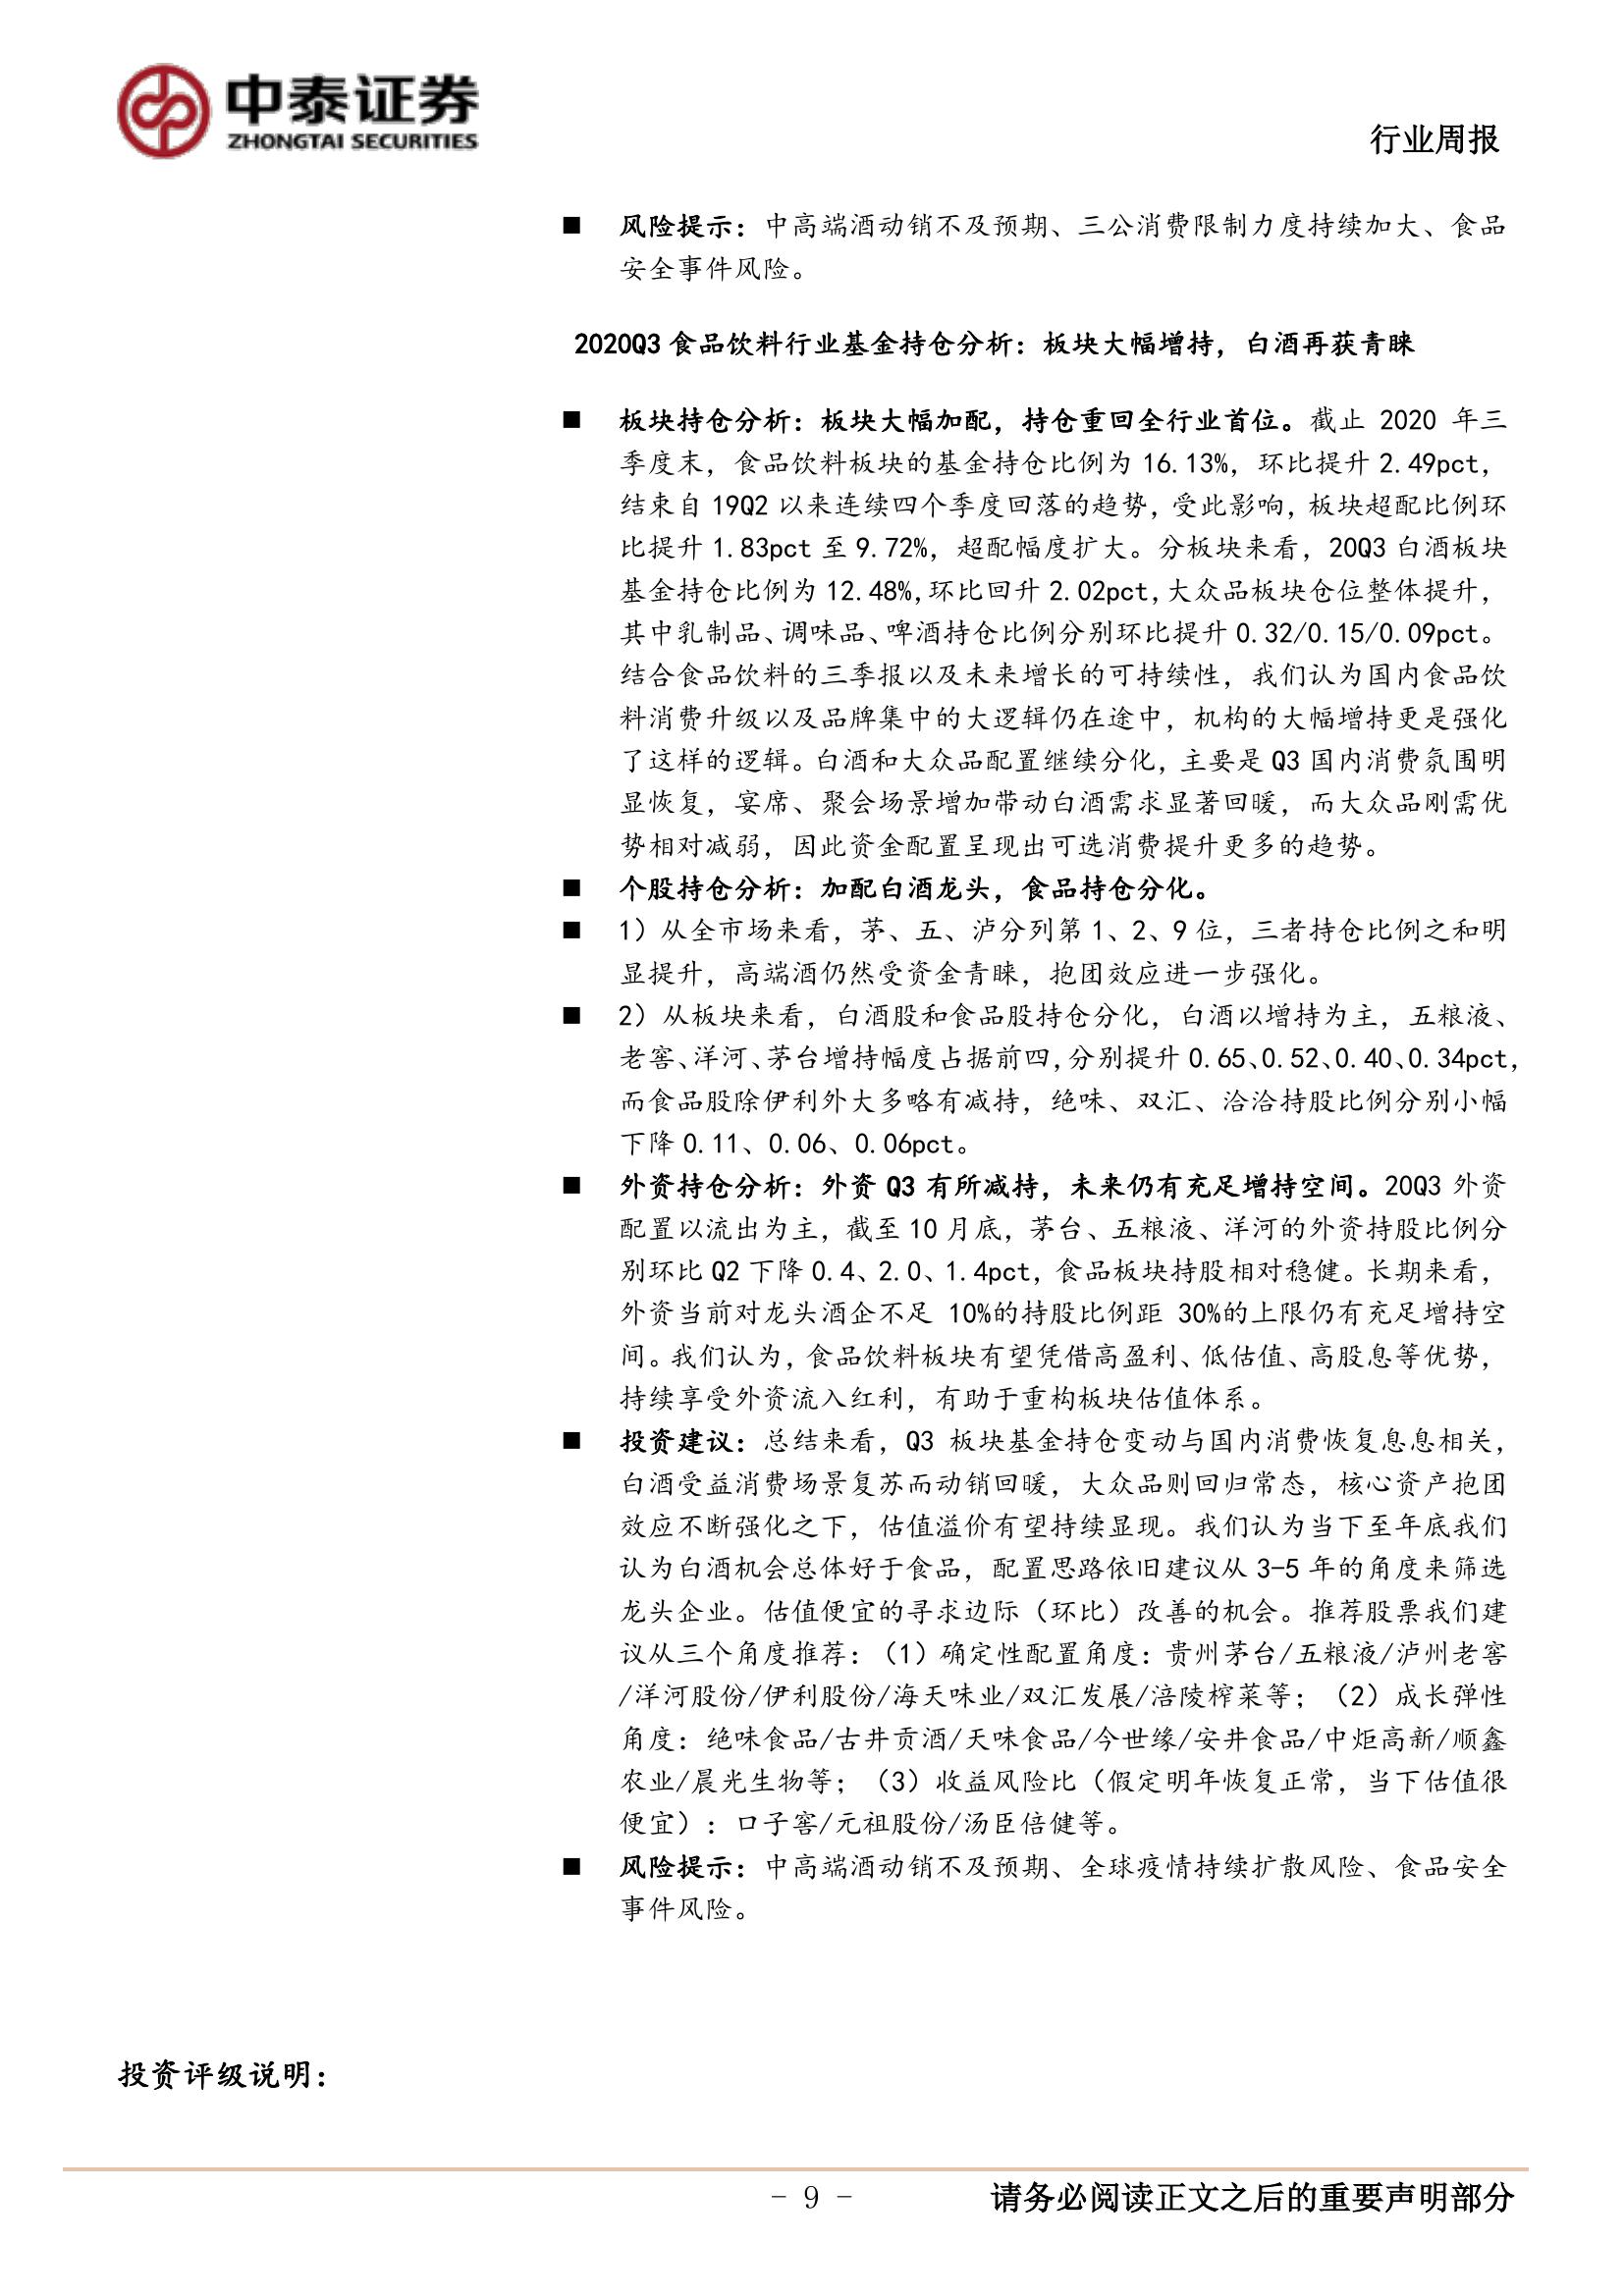 中泰证券
ZHONGTAI SECURITIES
行业周报
■ 风险提示：中高端酒动销不及预期、三公消费限制力度持续加大、食品
安全事件风险。
2020Q3 食品饮料行业基金持仓分析：板块大幅增持，白酒再获青睐
■ 板块持仓分析：板块大幅加配，持仓重回全行业首位。截止 2020 年三
季度末，食品饮料板块的基金持仓比例为 16.13%，环比提升 2.49pct，
结束自 19Q2 以来连续四个季度回落的趋势，受此影响，板块超配比例环
比提升 1.83pct 至 9.72%，超配幅度扩大。分板块来看，20Q3 白酒板块
基金持仓比例为 12.48%，环比回升 2.02pct，大众品板块仓位整体提升，
其中乳制品、调味品、啤酒持仓比例分别环比提升 0.32/0.15/0.09pct。
结合食品饮料的三季报以及未来增长的可持续性，我们认为国内食品饮
料消费升级以及品牌集中的大逻辑仍在途中，机构的大幅增持更是强化
了这样的逻辑。白酒和大众品配置继续分化，主要是 Q3 国内消费氛围明
显恢复，宴席、聚会场景增加带动白酒需求显著回暖，而大众品刚需优
势相对减弱，因此资金配置呈现出可选消费提升更多的趋势。
■ 个股持仓分析：加配白酒龙头，食品持仓分化。
■ 1）从全市场来看，茅、五、泸分列第 1、2、9 位，三者持仓比例之和明
显提升，高端酒仍然受资金青睐，抱团效应进一步强化。
■ 2）从板块来看，白酒股和食品股持仓分化，白酒以增持为主，五粮液、
老窖、洋河、茅台增持幅度占据前四，分别提升 0.65、0.52、0.40、0.34pct，
而食品股除伊利外大多略有减持，绝味、双汇、洽洽持股比例分别小幅
下降 0.11、0.06、0.06pct。
■ 外资持仓分析：外资 Q3 有所减持，未来仍有充足增持空间。20Q3 外资
配置以流出为主，截至 10 月底，茅台、五粮液、洋河的外资持股比例分
别环比 Q2 下降 0.4、2.0、1.4pct，食品板块持股相对稳健。长期来看，
外资当前对龙头酒企不足 10%的持股比例距 30%的上限仍有充足增持空
间。我们认为，食品饮料板块有望凭借高盈利、低估值、高股息等优势，
持续享受外资流入红利，有助于重构板块估值体系。
■ 投资建议：总结来看，Q3 板块基金持仓变动与国内消费恢复息息相关，
白酒受益消费场景复苏而动销回暖，大众品则回归常态，核心资产抱团
效应不断强化之下，估值溢价有望持续显现。我们认为当下至年底我们
认为白酒机会总体好于食品，配置思路依旧建议从 3-5 年的角度来筛选
龙头企业。估值便宜的寻求边际（环比）改善的机会。推荐股票我们建
议从三个角度推荐：（1）确定性配置角度：贵州茅台/五粮液/泸州老窖
/洋河股份/伊利股份/海天味业/双汇发展/涪陵榨菜等；（2）成长弹性
角度：绝味食品/古井贡酒/天味食品/今世缘/安井食品/中炬高新/顺鑫
农业/晨光生物等；（3）收益风险比（假定明年恢复正常，当下估值很
便宜）：口子窖/元祖股份/汤臣倍健等。
■ 风险提示：中高端酒动销不及预期、全球疫情持续扩散风险、食品安全
事件风险。
投资评级说明：
- 9 -
请务必阅读正文之后的重要声明部分